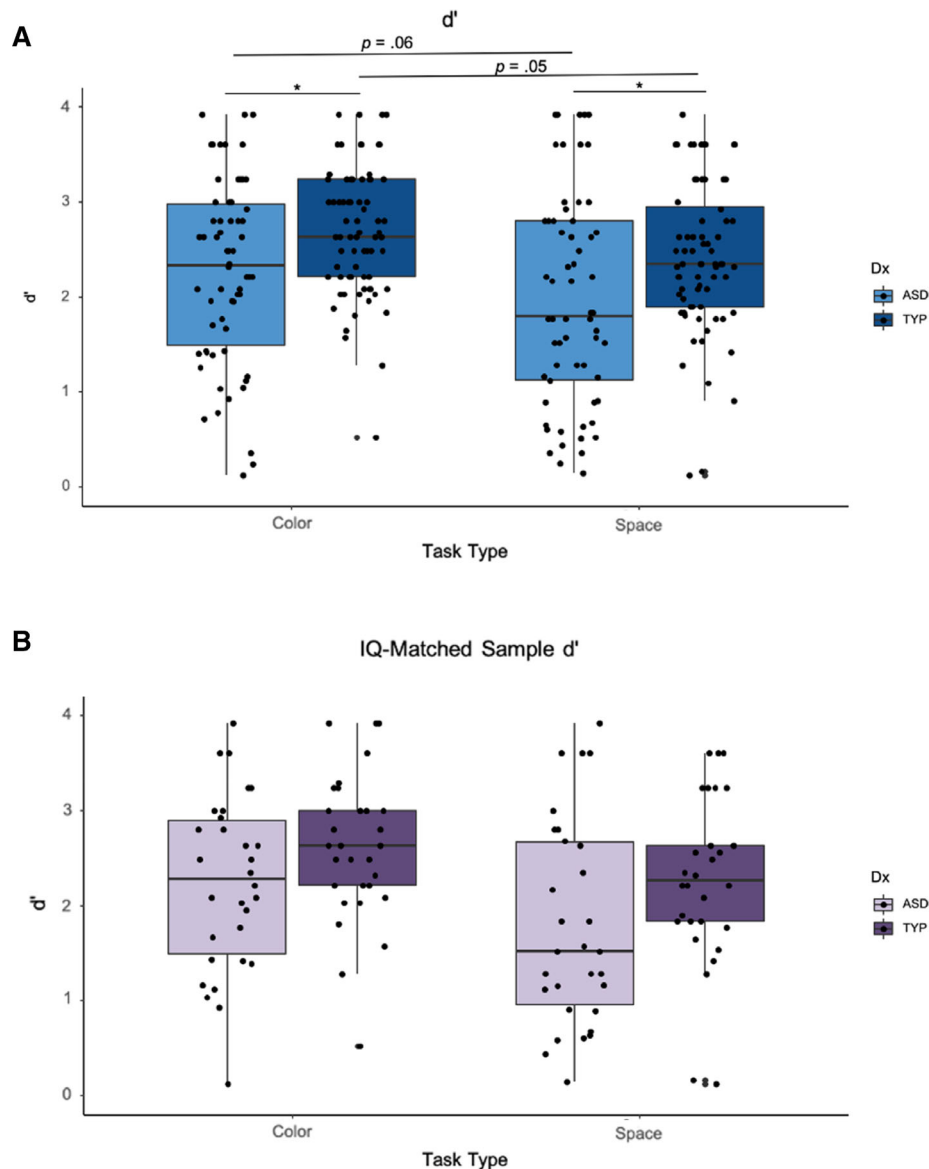 A
d'
p = .06
p = .05
*
*
4
3
2
1
0
d'
Color
Space
Task Type
Dx
ASD
TYP
B
IQ-Matched Sample d'
4
3
2
1
0
d'
Color
Space
Task Type
Dx
ASD
TYP